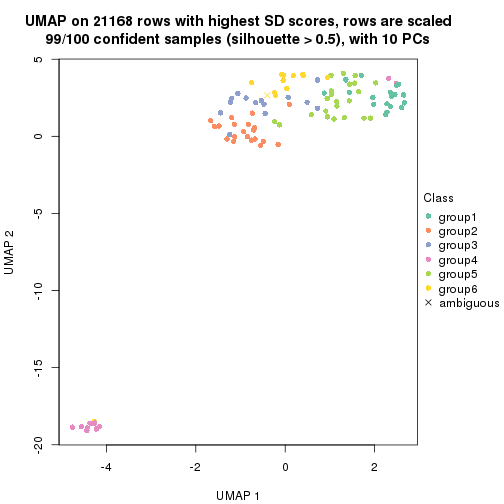 UMAP on 21168 rows with highest SD scores, rows are scaled
99/100 confident samples (silhouette > 0.5), with 10 PCs
5
0
-5
-10
-15
-20
UMAP 2
-4
-2
0
2
UMAP 1
Class
group1
group2
group3
group4
group5
group6
ambiguous